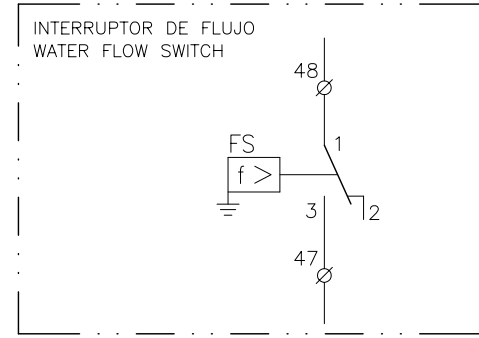 INTERRUPTOR DE FLUJO
WATER FLOW SWITCH
48
1
FS
f >
3
2
47